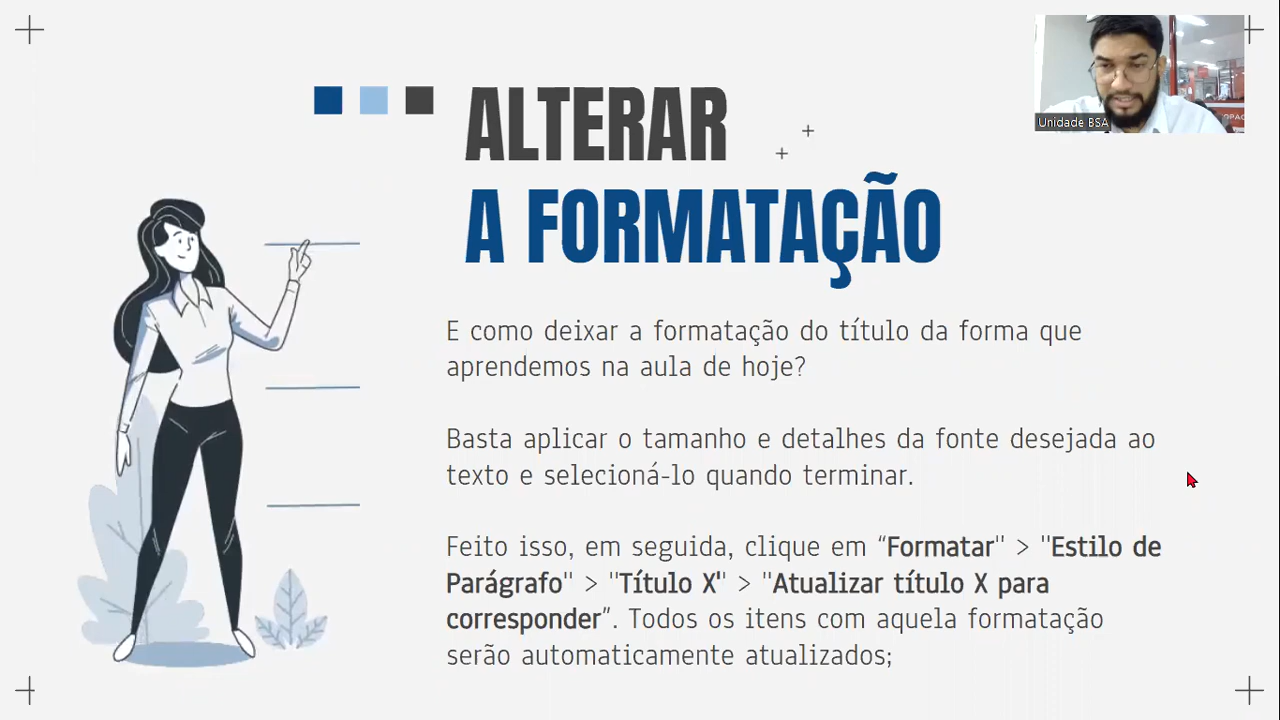 ALTERAR
A FORMATAÇÃO
Unidade BSA
E como deixar a formatação do título da forma que
aprendemos na aula de hoje?
Basta aplicar o tamanho e detalhes da fonte desejada ao
texto e selecioná-lo quando terminar.
Feito isso, em seguida, clique em “Formatar" > "Estilo de
Parágrafo" > "Título X" > "Atualizar título X para
corresponder”. Todos os itens com aquela formatação
serão automaticamente atualizados;